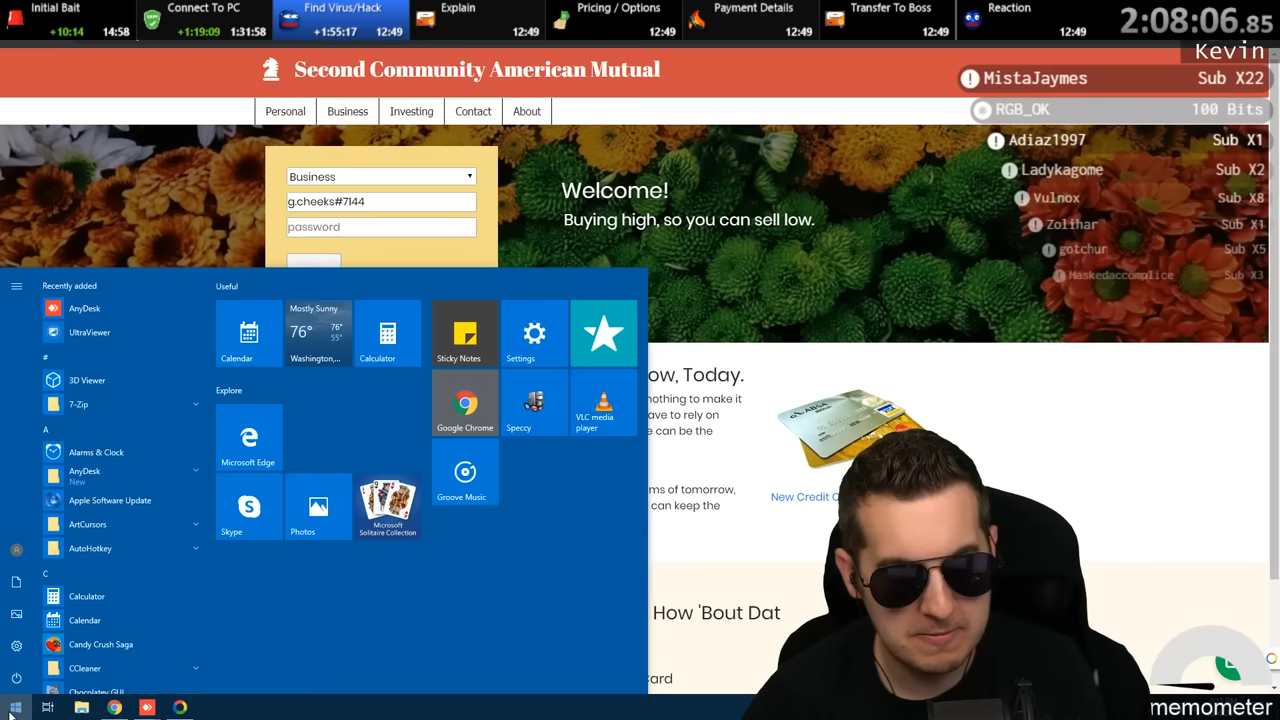 Initial Bait
+10:14 14:58
Connect To PC
+1:19:09 1:31:58
Find Virus/Hack
+1:55:17 12:49
Explain
12:49
Pricing / Options
12:49
Payment Details
12:49
Transfer To Boss
12:49
Reaction
12:49
2:08:06.85
Kevin
Second Community American Mutual
MistaJaymes Sub X22
RGB_OK 100 Bits
Adiaz1997 Sub X1
Ladykagome Sub X2
Vulnox Sub X8
Zolihar Sub X1
gotchur Sub X5
Maskedaccomplice Sub X3
Personal Business Investing Contact About
Business
g.cheeks#7144
password
Welcome!
Buying high, so you can sell low.
Recently added
AnyDesk
UltraViewer
#
3D Viewer
7-Zip
A
Alarms & Clock
AnyDesk
New
Apple Software Update
ArtCursors
AutoHotkey
C
Calculator
Calendar
Candy Crush Saga
CCleaner
Chocolatey GUI
Useful
Calendar
Mostly Sunny
76° 76°
55°
Washington,...
Calculator
Explore
Microsoft Edge
Skype
Photos
Microsoft
Solitaire Collection
Sticky Notes
Settings
Google Chrome
Speccy
VLC media
player
Groove Music
ow, Today.
nothing to make it
ave to rely on
e can be the
ms of tomorrow,
can keep the
New Credit C
How 'Bout Dat
card
memometer